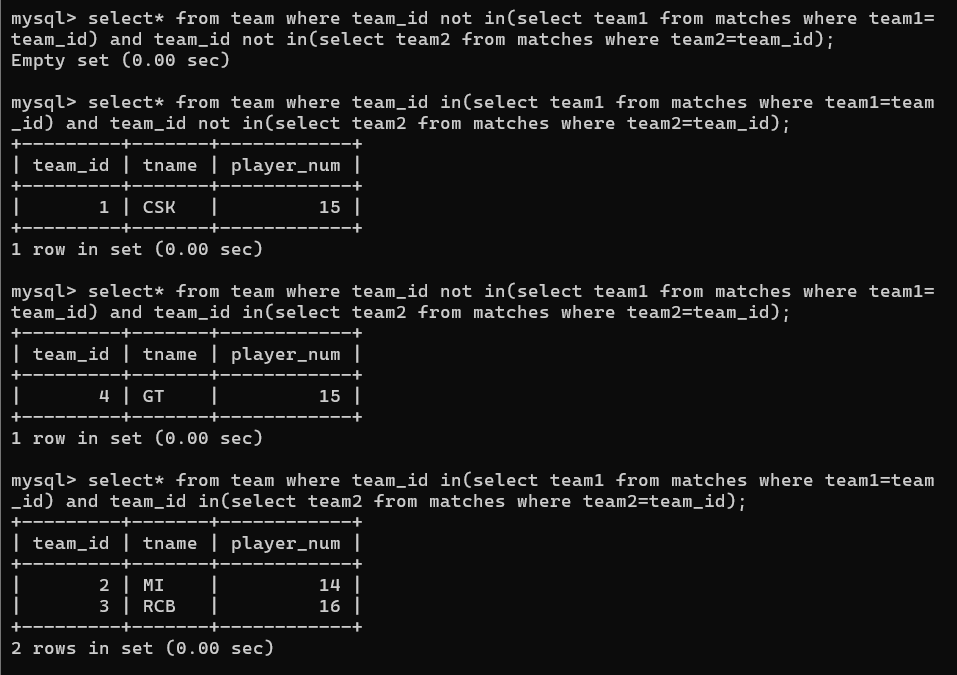 mysql> select* from team where team_id not in(select team1 from matches where team1=
team_id) and team_id not in(select team2 from matches where team2=team_id);
Empty set (0.00 sec)

mysql> select* from team where team_id in(select team1 from matches where team1=team
_id) and team_id not in(select team2 from matches where team2=team_id);
+---------+-------+------------+
| team_id | tname | player_num |
+---------+-------+------------+
|       1 | CSK   |         15 |
+---------+-------+------------+
1 row in set (0.00 sec)

mysql> select* from team where team_id not in(select team1 from matches where team1=
team_id) and team_id in(select team2 from matches where team2=team_id);
+---------+-------+------------+
| team_id | tname | player_num |
+---------+-------+------------+
|       4 | GT    |         15 |
+---------+-------+------------+
1 row in set (0.00 sec)

mysql> select* from team where team_id in(select team1 from matches where team1=team
_id) and team_id in(select team2 from matches where team2=team_id);
+---------+-------+------------+
| team_id | tname | player_num |
+---------+-------+------------+
|       2 | MI    |         14 |
|       3 | RCB   |         16 |
+---------+-------+------------+
2 rows in set (0.00 sec)